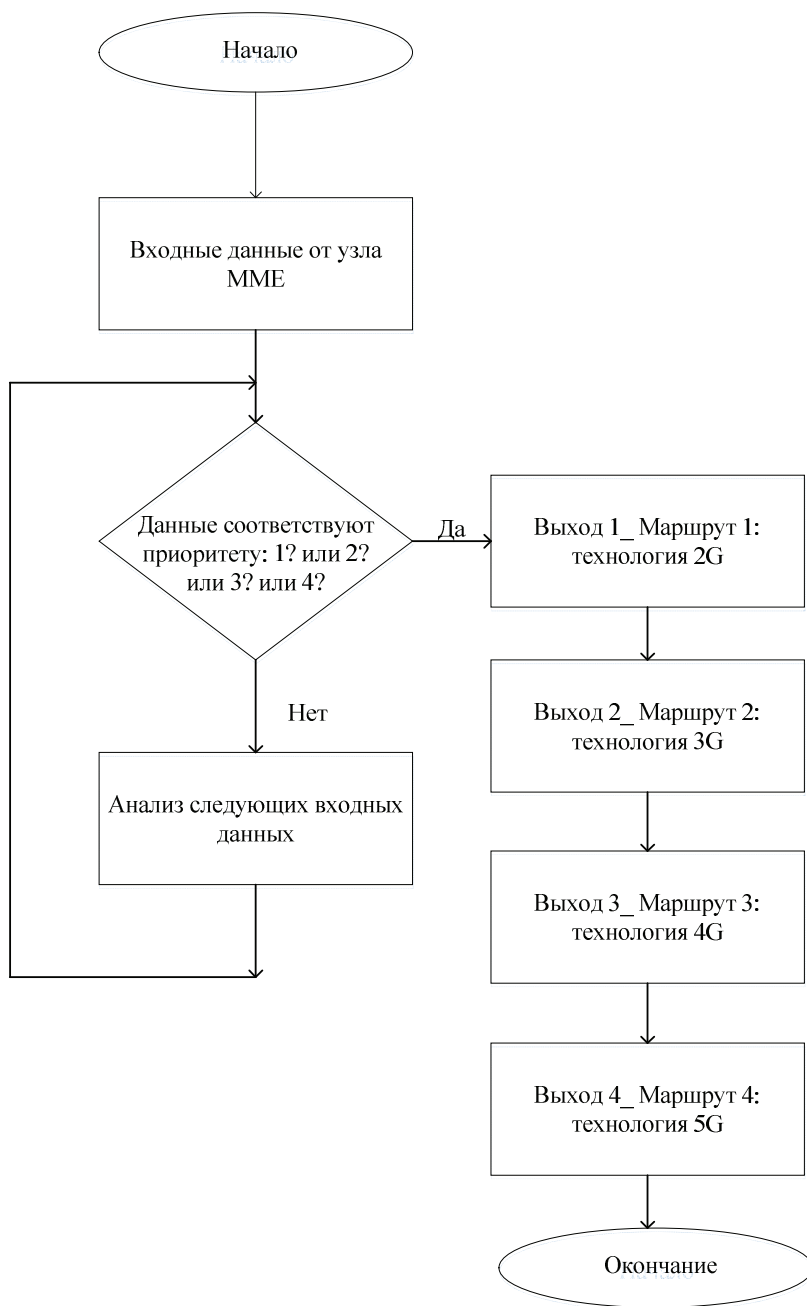 Начало
Входные данные от узла
MME
Данные соответствуют
приоритету: 1? или 2?
или 3? или 4?
Да
Выход 1_ Маршрут 1:
технология 2G
Выход 2_ Маршрут 2:
технология 3G
Нет
Анализ следующих входных
данных
Выход 3_ Маршрут 3:
технология 4G
Выход 4_ Маршрут 4:
технология 5G
Окончание